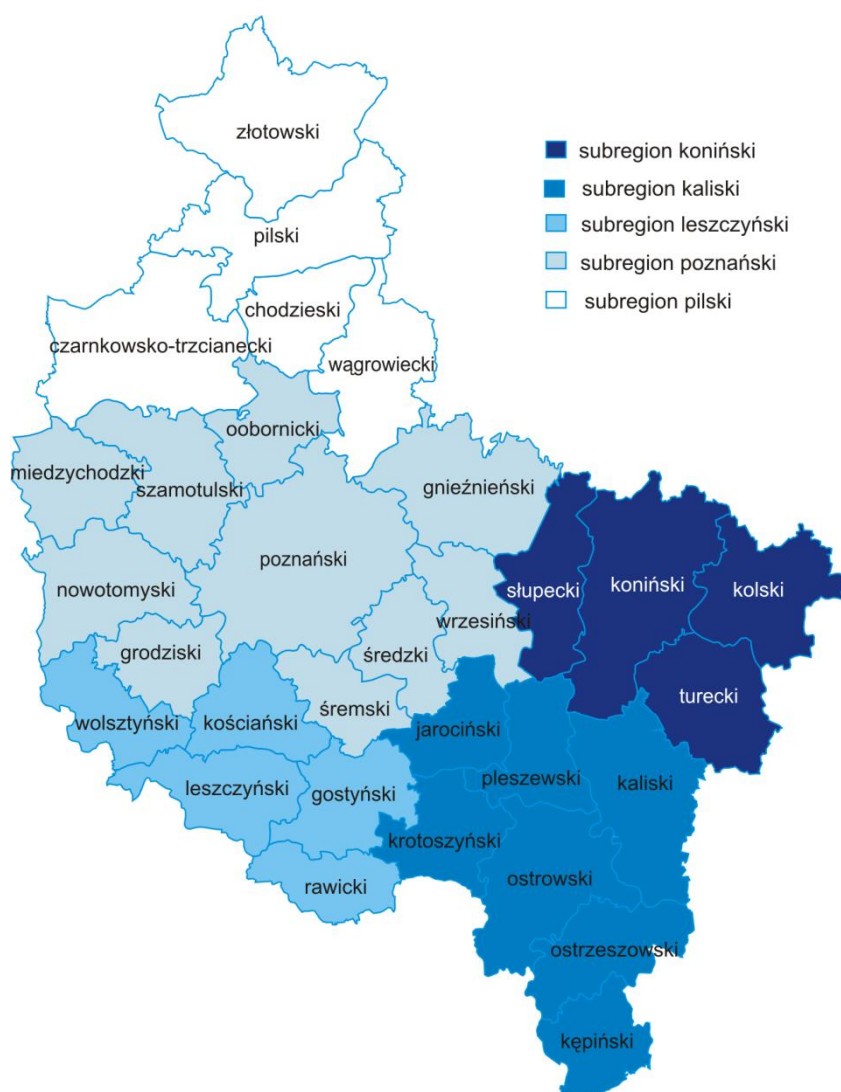 złotowski
subregion koniński
subregion kaliski
subregion leszczyński
subregion poznański
subregion pilski
pilski
chodzieski
czarnkowsko-trzcianecki
wągrowiecki
oobornicki
miedzychodzki
szamotulski
gnieźnieński
poznański
nowotomyski
słupecki
koniński
kolski
wrzesiński
grodziski
średzki
śremski
turecki
wolsztyński
kościański
jarociński
pleszewski
kaliski
leszczyński
gostyński
krotoszyński
rawicki
ostrowski
ostrzeszowski
kępiński